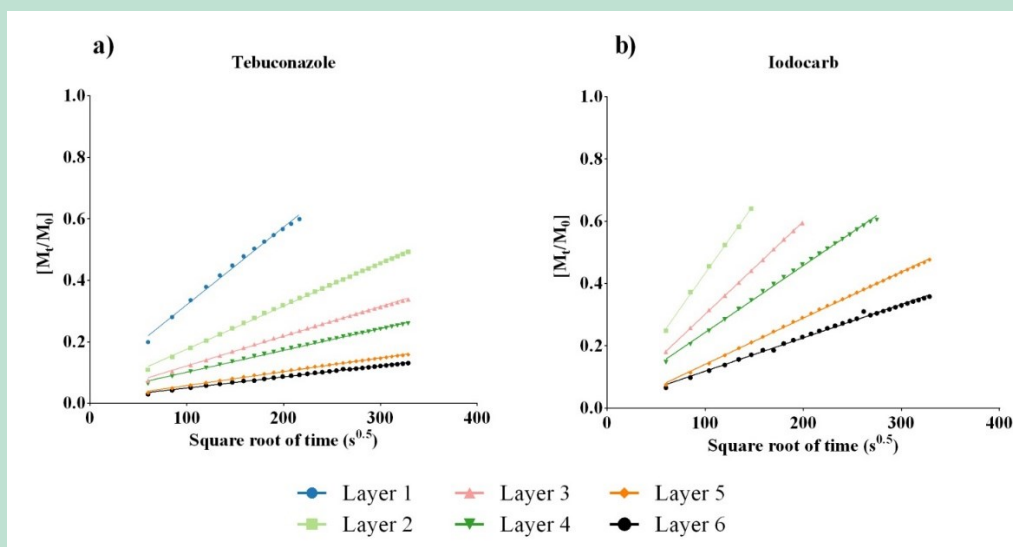 a)
Tebuconazole
[Mt/M0]
1.0
0.8
0.6
0.4
0.2
0.0
0
100
200
300
400
Square root of time (s^0.5)
b)
Iodocarb
[Mt/M0]
1.0
0.8
0.6
0.4
0.2
0.0
0
100
200
300
400
Square root of time (s^0.5)
Layer 1
Layer 3
Layer 5
Layer 2
Layer 4
Layer 6